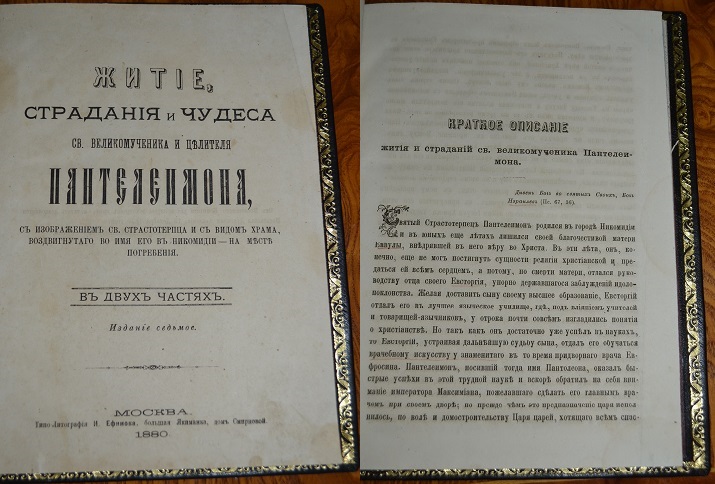 ЖИТІЕ,
СТРАДАНІЯ и ЧУДЕСА
СВ. ВЕЛИКОМУЧЕНИКА И ЦѢЛИТЕЛЯ
ПАНТЕЛЕИМОНА,
СЪ ИЗОБРАЖЕНІЕМЪ СВ. СТРАСТОТЕРПЦА И СЪ ВИДОМЪ ХРАМА,
ВОЗДВИГНУТАГО ВО ИМЯ ЕГО ВЪ НИКОМИДІИ — НА МѢСТѢ
ПОГРЕБЕНІЯ.
ВЪ ДВУХЪ ЧАСТЯХЪ.
Изданіе седьмое.
МОСКВА.
Типо-Литографія И. Ефимова, большая Якиманка, домъ Смирновой.
1880.
КРАТКОЕ ОПИСАНІЕ
житія и страданій св. великомученика Пантелеи-
мона.
Дивенъ Богъ во святыхъ Своихъ, Богъ
Израилевъ (Пс. 67, 36).
Святый Страстотерпецъ Пантелеимонъ родился въ городѣ Никомидіи
и въ юныхъ еще лѣтахъ лишился своей благочестивой матери
Еввулы, внѣдрившей въ него вѣру во Христа. Въ эти лѣта, онъ, ко-
нечно, еще не могъ постигнуть сущности религіи христіанской и пре-
даться ей всѣмъ сердцемъ, а потому, по смерти матери, отдался ру-
ководству отца своего Евсторгія, упорно державшагося заблужденій идо-
лопоклонства. Желая доставить сыну своему высшее образованіе, Евсторгій
отдалъ его въ лучшее языческое училище, гдѣ, подъ вліяніемъ учителей
и товарищей-язычниковъ, у отрока почти совсѣмъ изгладились понятія
о христіанствѣ. Но такъ какъ онъ достаточно уже успѣлъ въ наукахъ,
то Евсторгій, устраивая дальнѣйшую судьбу сына, отдалъ его обучаться
врачебному искусству у знаменитаго въ то время придворнаго врача Ев-
фросина. Пантелеимонъ, носившій тогда имя Пантолеона, оказалъ бы-
стрые успѣхи въ этой трудной наукѣ и вскорѣ обратилъ на себя вни-
маніе императора Максиміана, пожелавшаго сдѣлать его главнымъ вра-
чемъ при своемъ дворѣ; но прежде чѣмъ это предназначеніе царя испол-
нилось, по волѣ и домостроительству Царя царей, хотящаго всѣмъ спас-